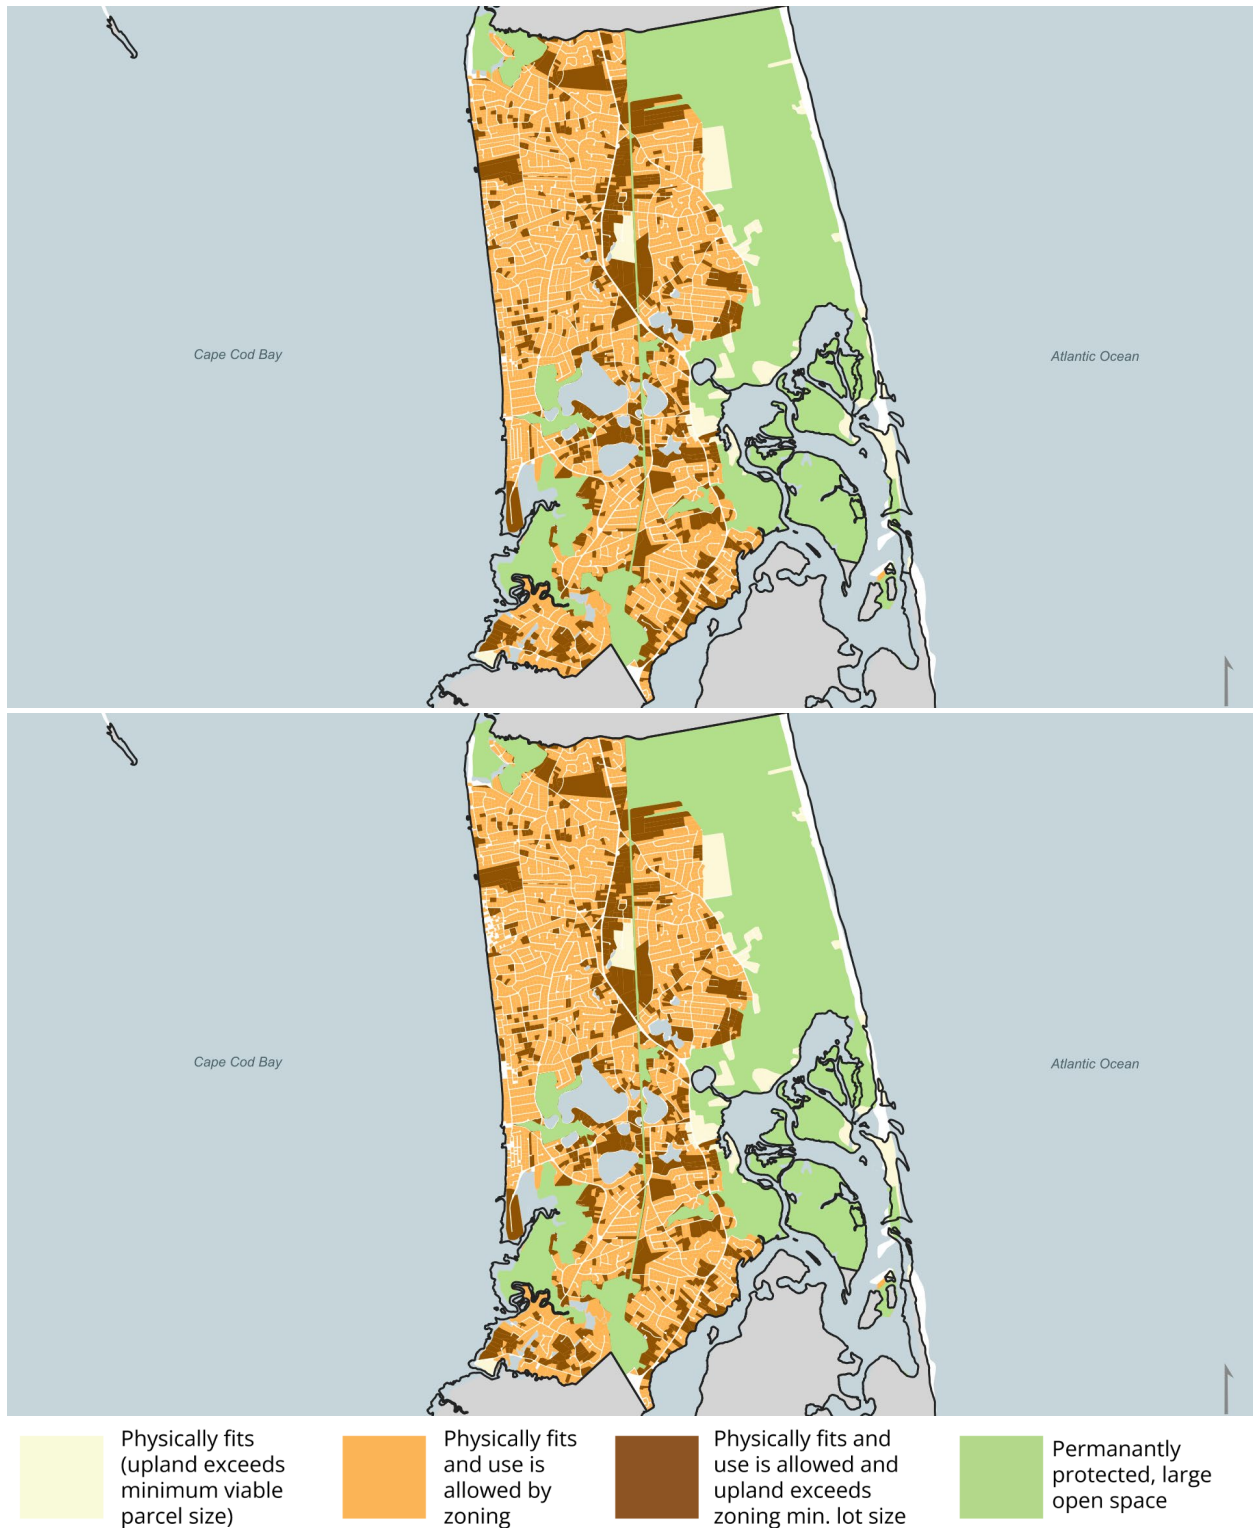 Cape Cod Bay
Atlantic Ocean
Cape Cod Bay
Atlantic Ocean
Physically fits
(upland exceeds
minimum viable
parcel size)
Physically fits
and use is
allowed by
zoning
Physically fits and
use is allowed and
upland exceeds
zoning min. lot size
Permanantly
protected, large
open space